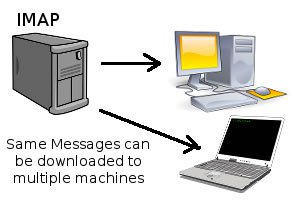 IMAP
Same Messages can
be downloaded to
multiple machines